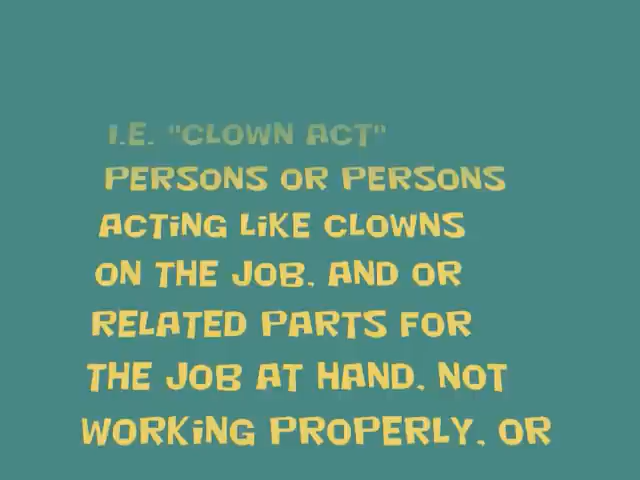 I.E. "CLOWN ACT"
PERSONS OR PERSONS
ACTING LIKE CLOWNS
ON THE JOB, AND OR
RELATED PARTS FOR
THE JOB AT HAND, NOT
WORKING PROPERLY, OR